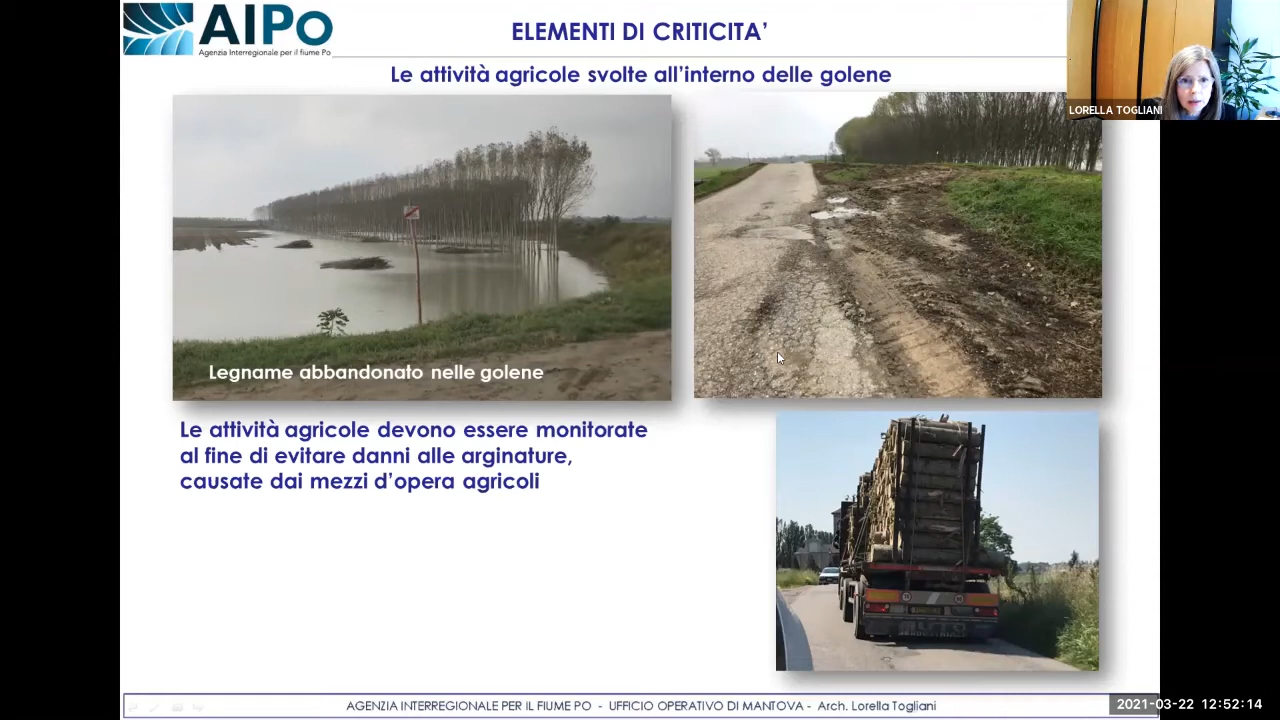 AIPo
Agenzia Interregionale per il fiume Po
ELEMENTI DI CRITICITA'
LORELLA TOGLIANI
Le attività agricole svolte all'interno delle golene
Legname abbandonato nelle golene
Le attività agricole devono essere monitorate
al fine di evitare danni alle arginature,
causate dai mezzi d'opera agricoli
AGENZIA INTERREGIONALE PER IL FIUME PO - UFFICIO OPERATIVO DI MANTOVA - Arch. Lorella Togliani
2021-03-22 12:52:14